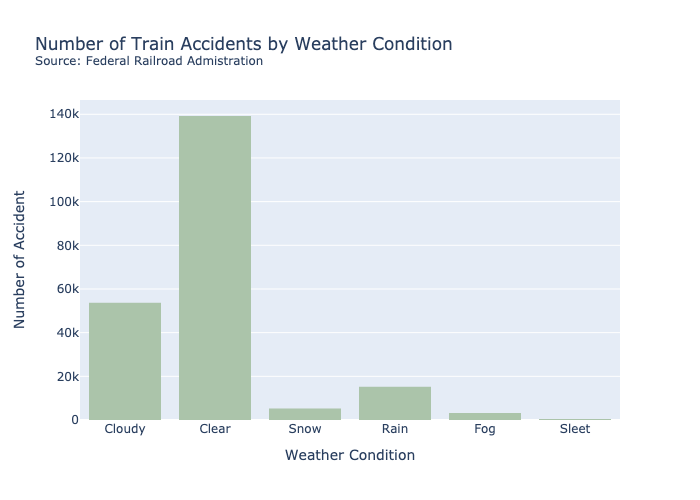 Number of Train Accidents by Weather Condition
Source: Federal Railroad Admistration
Number of Accident
140k
120k
100k
80k
60k
40k
20k
0
Cloudy Clear Snow Rain Fog Sleet
Weather Condition